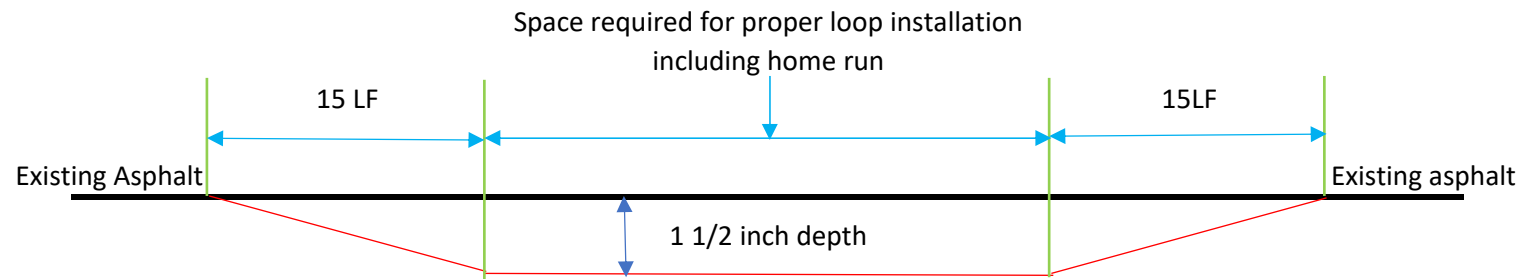 Space required for proper loop installation
including home run
15 LF
15LF
Existing Asphalt
Existing asphalt
1 1/2 inch depth